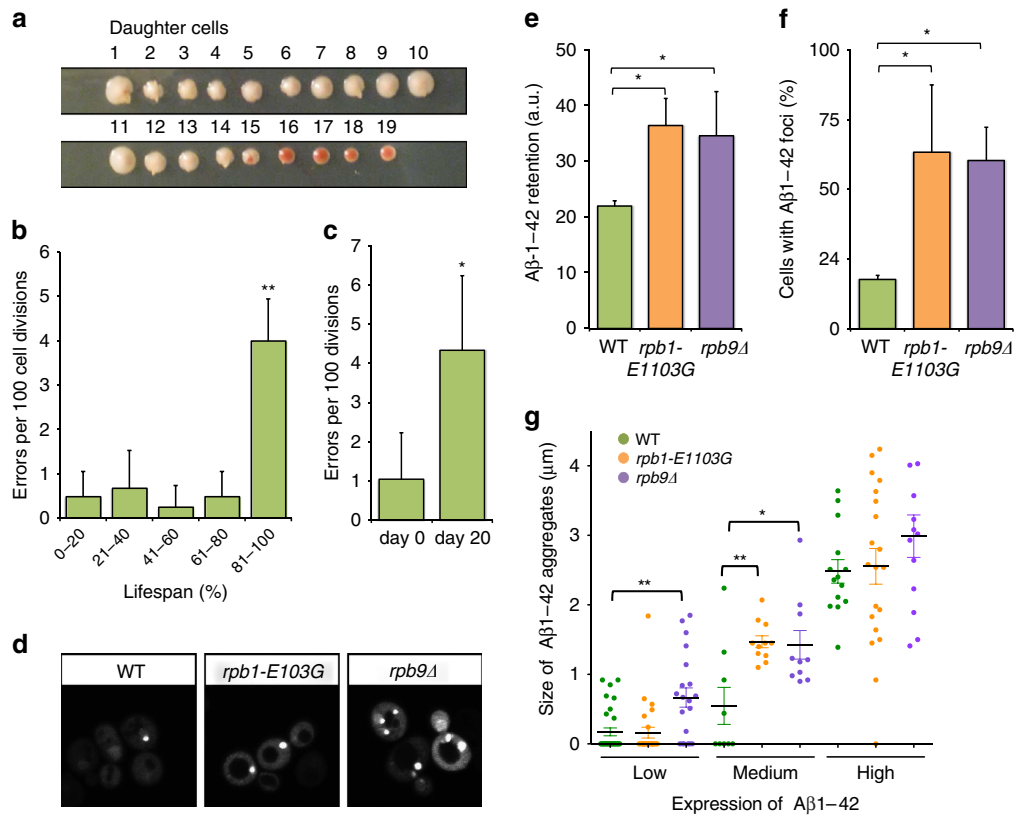 a
Daughter cells
1 2 3 4 5 6 7 8 9 10
11 12 13 14 15 16 17 18 19
b
Errors per 100 cell divisions
6
5
4
3
2
1
0
**
0–20 21–40 41–60 61–80 81–100
Lifespan (%)
c
Errors per 100 divisions
7
6
5
4
3
2
1
0
*
day 0 day 20
d
WT rpb1-E103G rpb9Δ
e
Aβ-1–42 retention (a.u.)
50
40
30
20
10
0
*
*
WT rpb1- rpb9Δ
E1103G
f
Cells with Aβ1–42 foci (%)
100
75
50
24
0
*
*
WT rpb1- rpb9Δ
E1103G
g
Size of Aβ1–42 aggregates (μm)
WT
rpb1-E1103G
rpb9Δ
4
3
2
1
0
**
**
*
Low Medium High
Expression of Aβ1–42